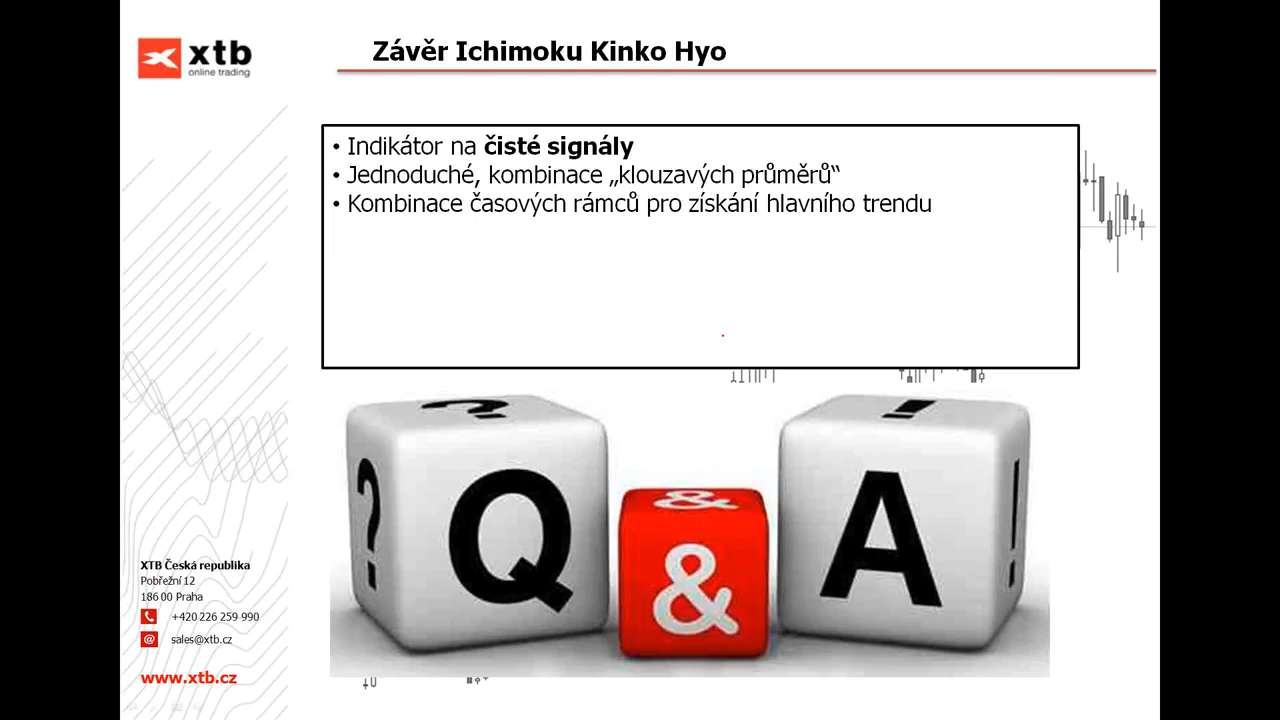 xtb
online trading
Závěr Ichimoku Kinko Hyo
• Indikátor na čisté signály
• Jednoduché, kombinace „klouzavých průměrů“
• Kombinace časových rámců pro získání hlavního trendu
? Q & & A ! ? !
XTB Česká republika
Pobřežní 12
186 00 Praha
+420 226 259 990
@ sales@xtb.cz
www.xtb.cz